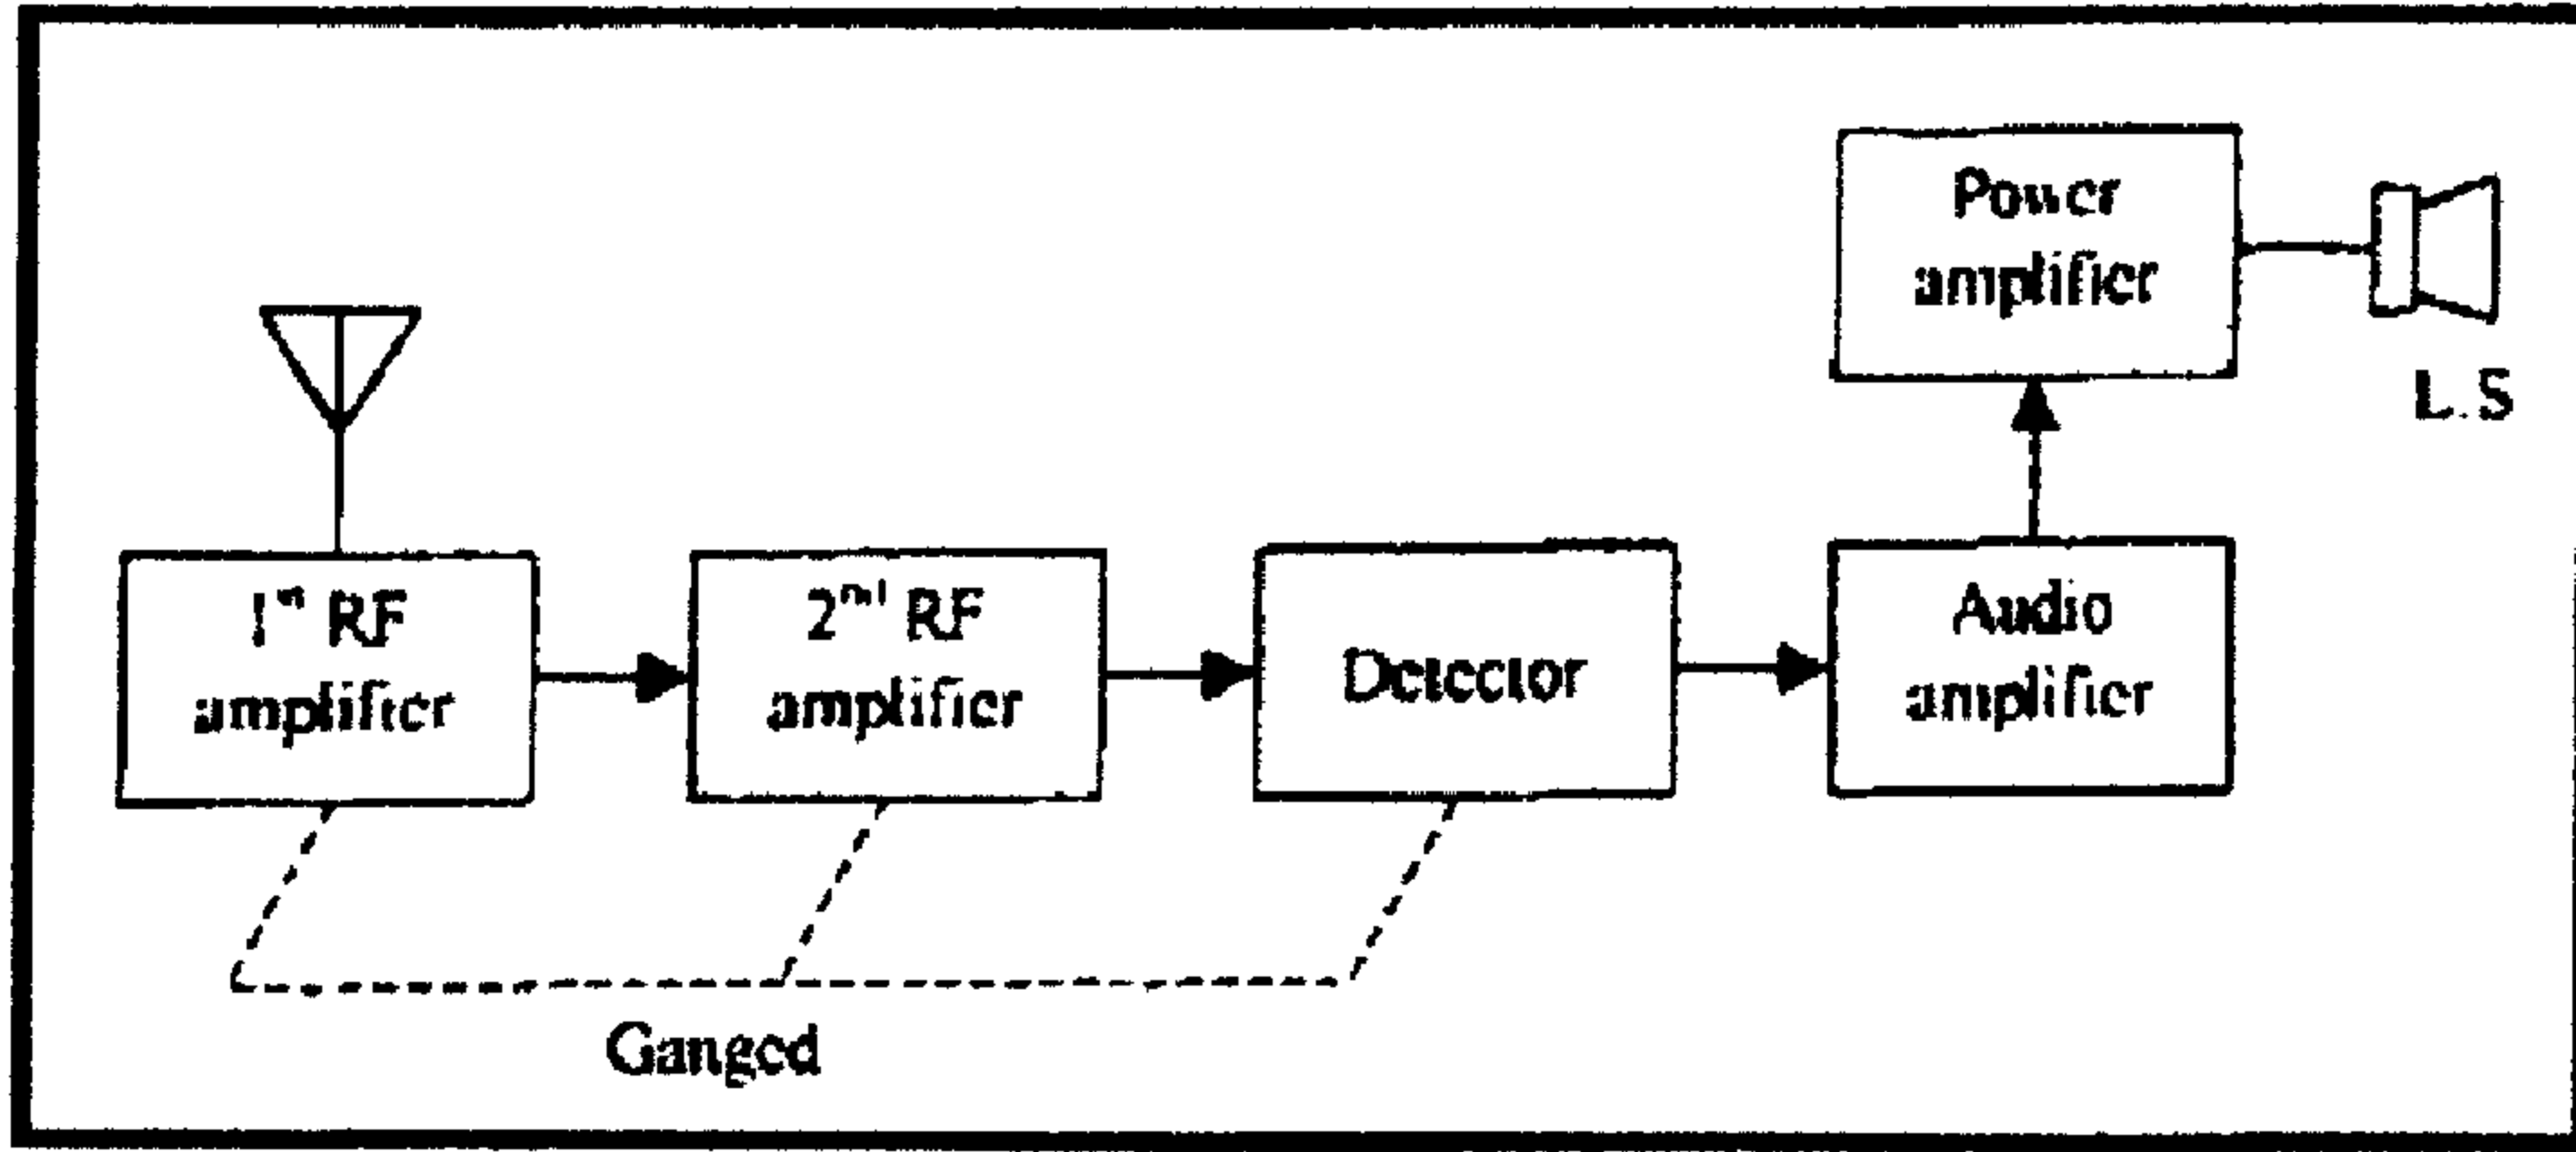 1st RF
amplifier
2nd RF
amplifier
Detector
Audio
amplifier
Power
amplifier
L.S
Ganged